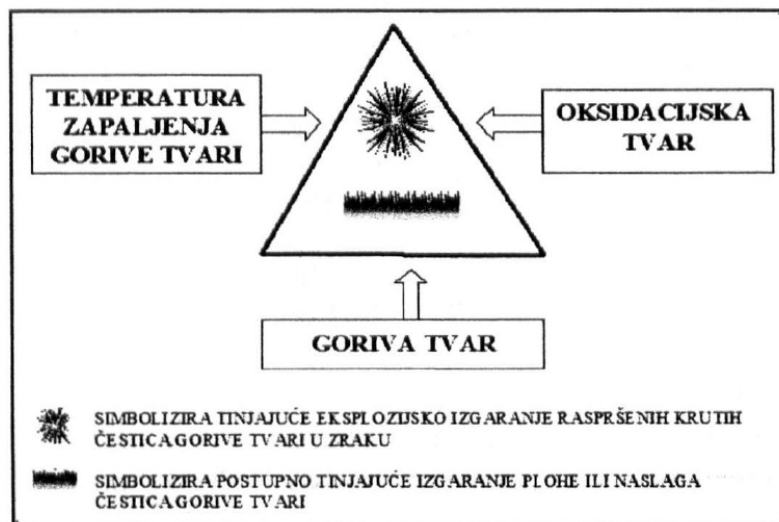 TEMPERATURA
ZAPALJENJA
GORIVE TVARI
OKSIDACIJSKA
TVAR
GORIVA TVAR
SIMBOLIZIRA TINJAJUĆE EKSPLOZIJSKO IZGARANJE RASPRŠENIH KRUTIH
ČESTICA GORIVE TVARI U ZRAKU
SIMBOLIZIRA POSTUPNO TINJAJUĆE IZGARANJE PLOHE ILI NASLAGA
ČESTICA GORIVE TVARI